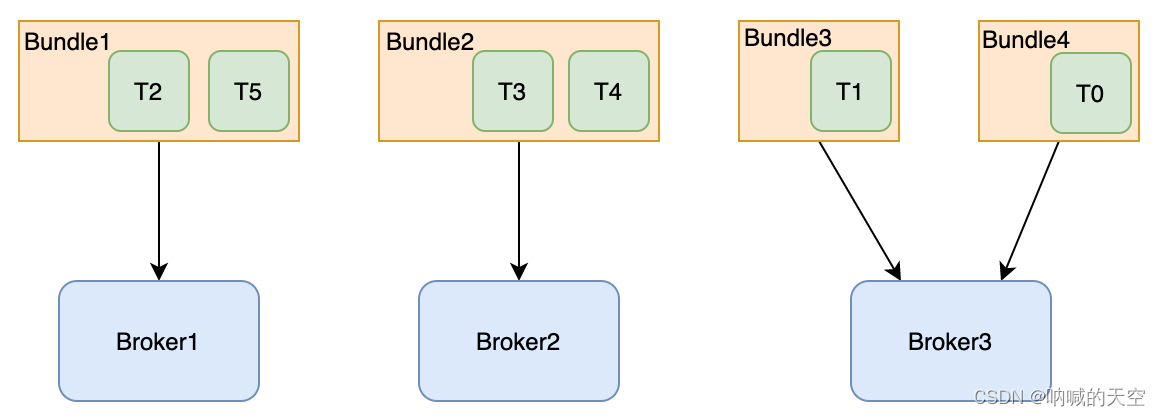 Bundle1
T2
T5
Bundle2
T3
T4
Bundle3
T1
Bundle4
T0
Broker1
Broker2
Broker3
CSDN @呐喊的天空